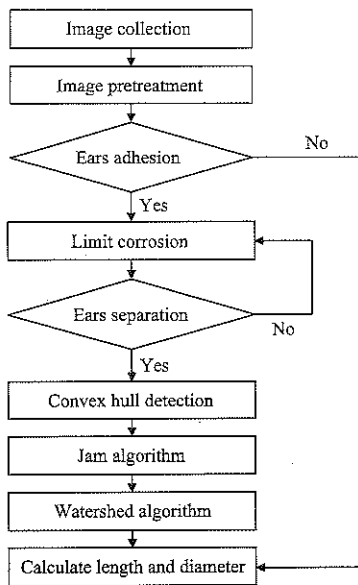 Image collection
Image pretreatment
Ears adhesion
No
Yes
Limit corrosion
Ears separation
No
Yes
Convex hull detection
Jam algorithm
Watershed algorithm
Calculate length and diameter